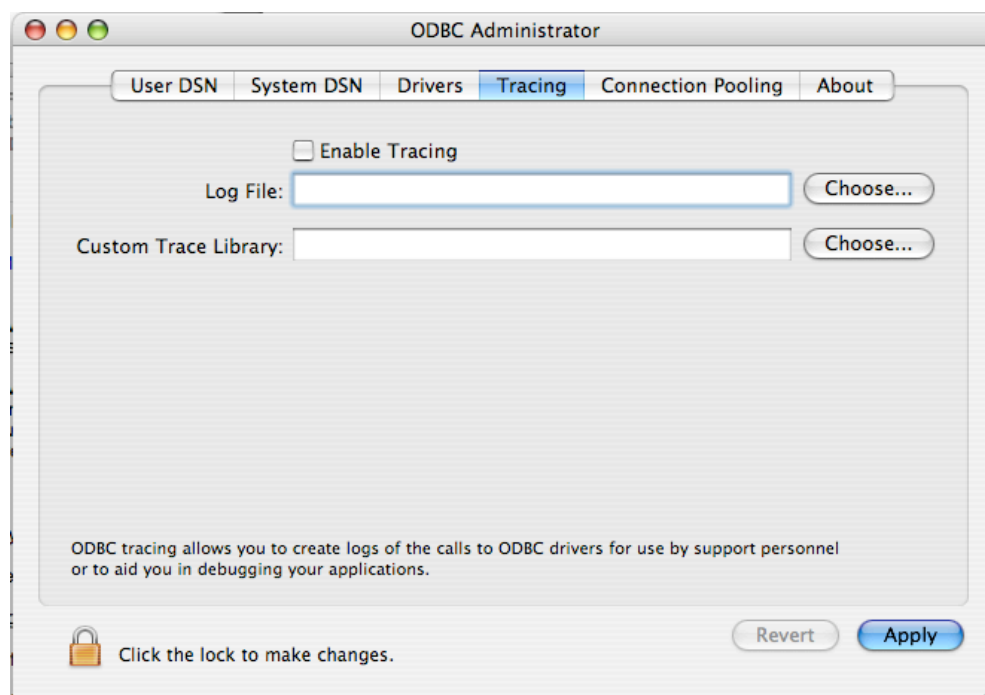 ODBC Administrator
User DSN System DSN Drivers Tracing Connection Pooling About
Enable Tracing
Log File: Choose...
Custom Trace Library: Choose...
ODBC tracing allows you to create logs of the calls to ODBC drivers for use by support personnel
or to aid you in debugging your applications.
Click the lock to make changes. Revert Apply